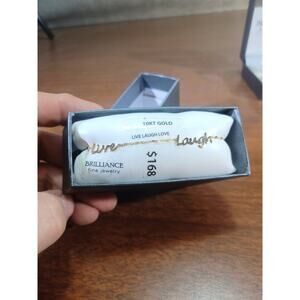 10KT GOLD
LIVE LAUGH LOVE
Live Laugh
BRILLIANCE
fine jewelry
$168